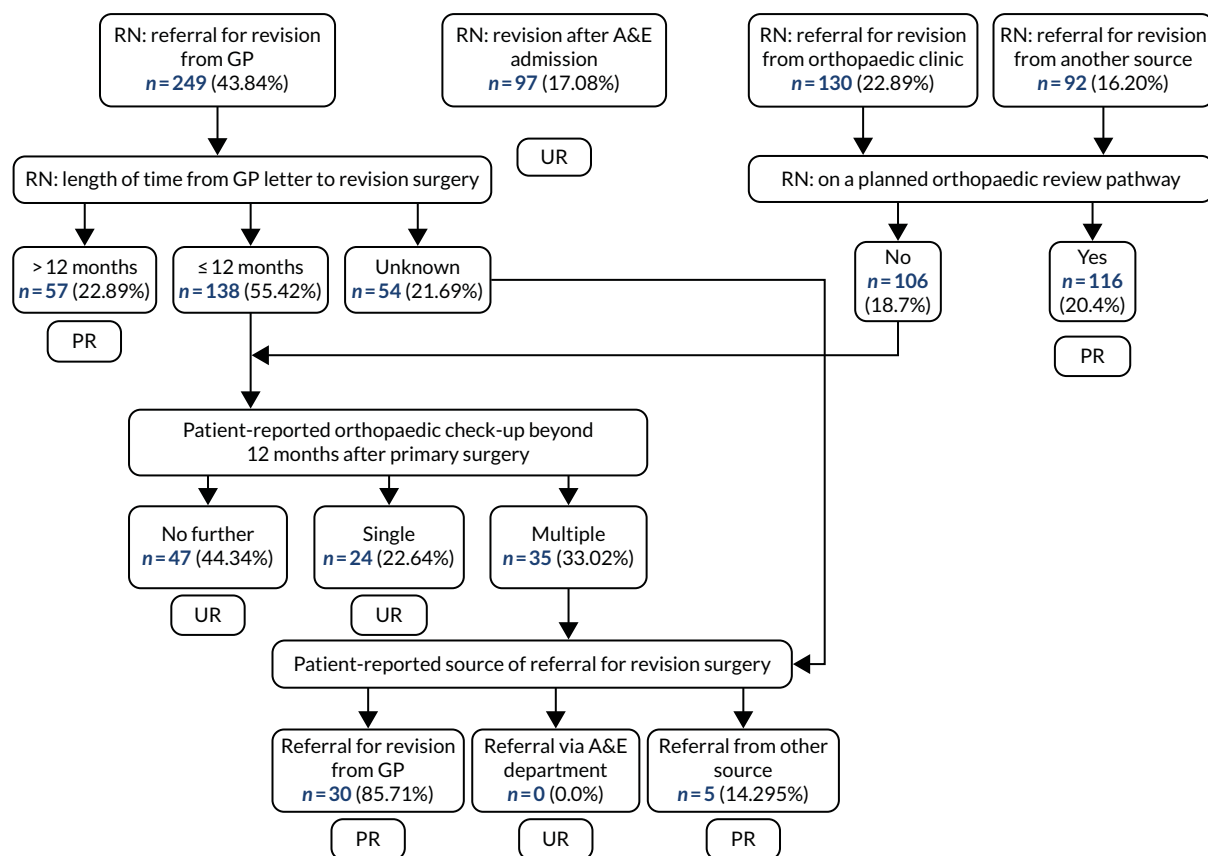 RN: referral for revision
from GP
n=249 (43.84%)
RN: revision after A&E
admission
n=97 (17.08%)
RN: referral for revision
from orthopaedic clinic
n=130 (22.89%)
RN: referral for revision
from another source
n=92 (16.20%)
UR
RN: length of time from GP letter to revision surgery
RN: on a planned orthopaedic review pathway
> 12 months
n=57 (22.89%)
≤ 12 months
n=138 (55.42%)
Unknown
n=54 (21.69%)
No
n=106
(18.7%)
Yes
n=116
(20.4%)
PR
PR
Patient-reported orthopaedic check-up beyond
12 months after primary surgery
No further
n=47 (44.34%)
Single
n=24 (22.64%)
Multiple
n=35 (33.02%)
UR
UR
Patient-reported source of referral for revision surgery
Referral for revision
from GP
n=30 (85.71%)
Referral via A&E
department
n=0 (0.0%)
Referral from other
source
n=5 (14.295%)
PR
UR
PR